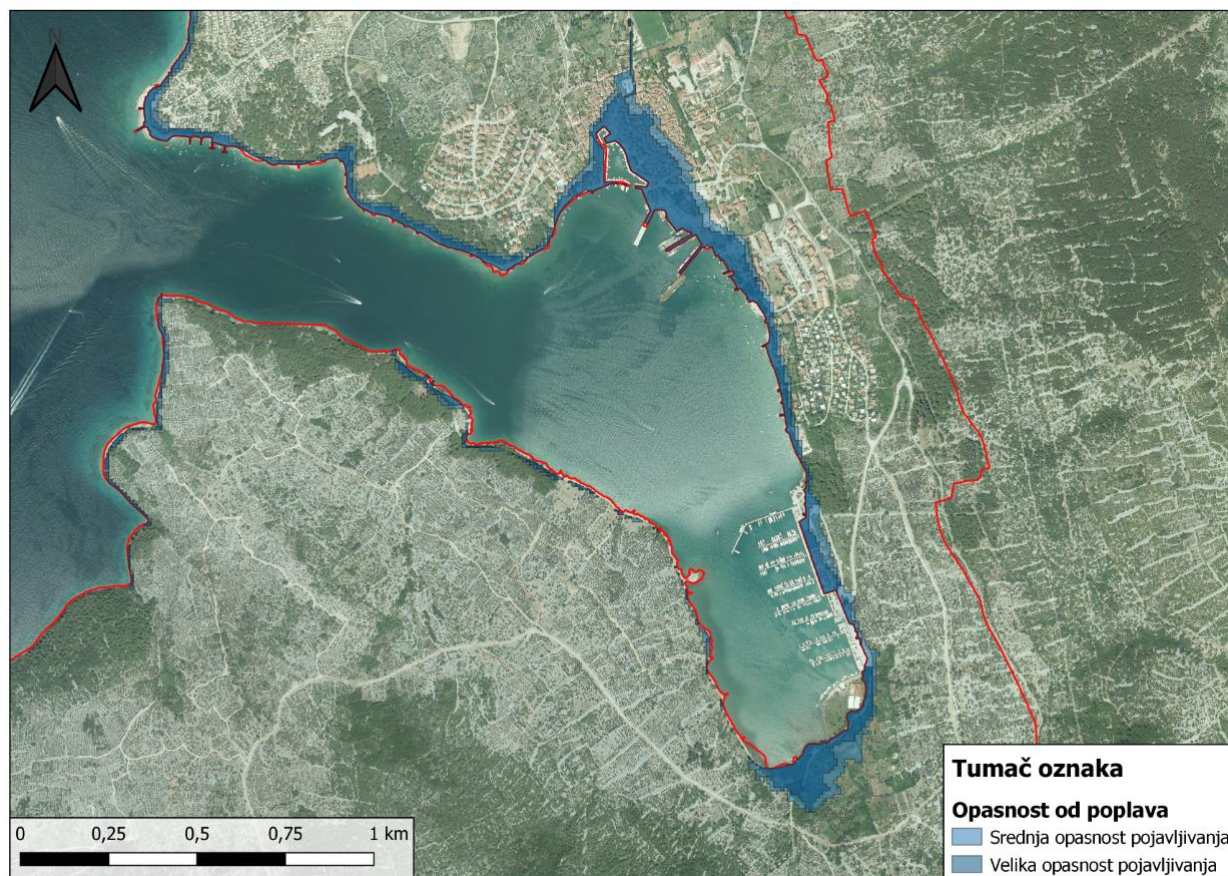 N
0 0,25 0,5 0,75 1 km
Tumač oznaka
Opasnost od poplava
Srednja opasnost pojavljivanja
Velika opasnost pojavljivanja